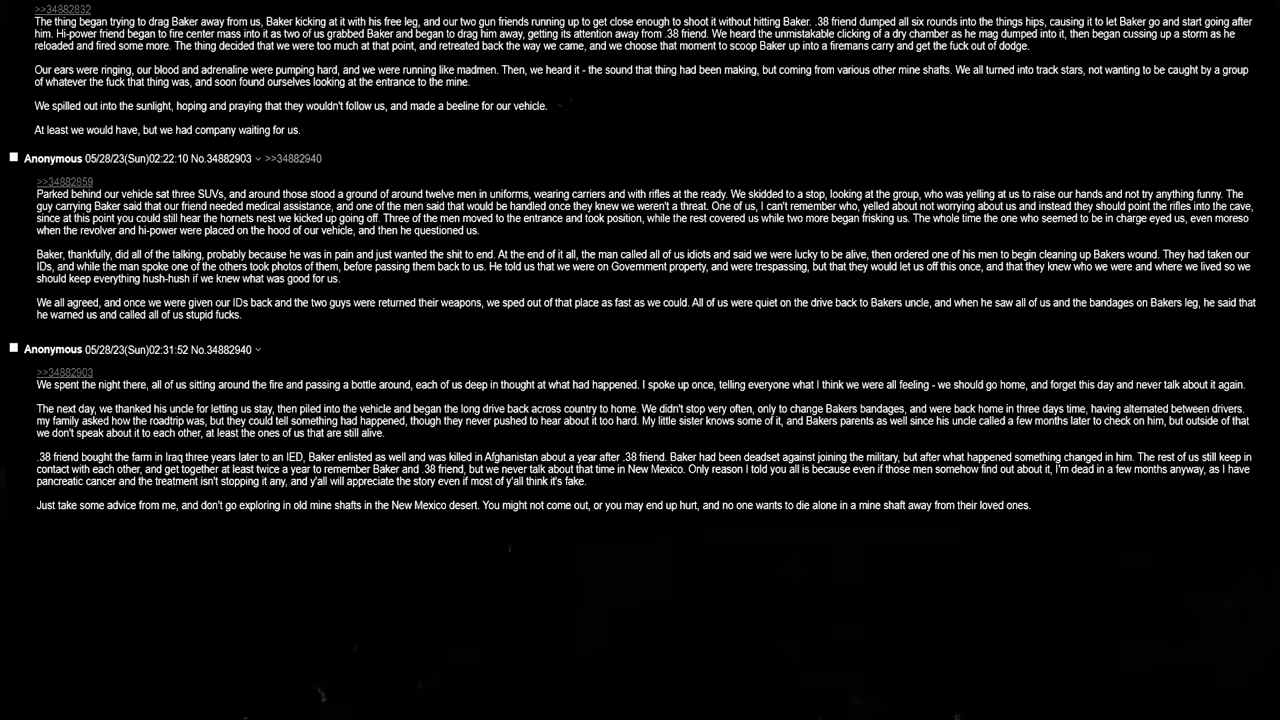 >>34882832
The thing began trying to drag Baker away from us, Baker kicking at it with his free leg, and our two gun friends running up to get close enough to shoot it without hitting Baker. .38 friend dumped all six rounds into the things hips, causing it to let Baker go and start going after
him. Hi-power friend began to fire center mass into it as two of us grabbed Baker and began to drag him away, getting its attention away from .38 friend. We heard the unmistakable clicking of a dry chamber as he mag dumped into it, then began cussing up a storm as he
reloaded and fired some more. The thing decided that we were too much at that point, and retreated back the way we came, and we choose that moment to scoop Baker up into a firemans carry and get the fuck out of dodge.
Our ears were ringing, our blood and adrenaline were pumping hard, and we were running like madmen. Then, we heard it - the sound that thing had been making, but coming from various other mine shafts. We all turned into track stars, not wanting to be caught by a group
of whatever the fuck that thing was, and soon found ourselves looking at the entrance to the mine.
We spilled out into the sunlight, hoping and praying that they wouldn't follow us, and made a beeline for our vehicle.
At least we would have, but we had company waiting for us.
Anonymous 05/28/23(Sun)02:22:10 No.34882903 >>34882940
>>34882859
Parked behind our vehicle sat three SUVs, and around those stood a ground of around twelve men in uniforms, wearing carriers and with rifles at the ready. We skidded to a stop, looking at the group, who was yelling at us to raise our hands and not try anything funny. The
guy carrying Baker said that our friend needed medical assistance, and one of the men said that would be handled once they knew we weren't a threat. One of us, I can't remember who, yelled about not worrying about us and instead they should point the rifles into the cave,
since at this point you could still hear the hornets nest we kicked up going off. Three of the men moved to the entrance and took position, while the rest covered us while two more began frisking us. The whole time the one who seemed to be in charge eyed us, even moreso
when the revolver and hi-power were placed on the hood of our vehicle, and then he questioned us.
Baker, thankfully, did all of the talking, probably because he was in pain and just wanted the shit to end. At the end of it all, the man called all of us idiots and said we were lucky to be alive, then ordered one of his men to begin cleaning up Bakers wound. They had taken our
IDs, and while the man spoke one of the others took photos of them, before passing them back to us. He told us that we were on Government property, and were trespassing, but that they would let us off this once, and that they knew who we were and where we lived so we
should keep everything hush-hush if we knew what was good for us.
We all agreed, and once we were given our IDs back and the two guys were returned their weapons, we sped out of that place as fast as we could. All of us were quiet on the drive back to Bakers uncle, and when he saw all of us and the bandages on Bakers leg, he said that
he warned us and called all of us stupid fucks.
Anonymous 05/28/23(Sun)02:31:52 No.34882940
>>34882903
We spent the night there, all of us sitting around the fire and passing a bottle around, each of us deep in thought at what had happened. I spoke up once, telling everyone what I think we were all feeling - we should go home, and forget this day and never talk about it again.
The next day, we thanked his uncle for letting us stay, then piled into the vehicle and began the long drive back across country to home. We didn't stop very often, only to change Bakers bandages, and were back home in three days time, having alternated between drivers.
my family asked how the roadtrip was, but they could tell something had happened, though they never pushed to hear about it too hard. My little sister knows some of it, and Bakers parents as well since his uncle called a few months later to check on him, but outside of that
we don't speak about it to each other, at least the ones of us that are still alive.
.38 friend bought the farm in Iraq three years later to an IED, Baker enlisted as well and was killed in Afghanistan about a year after .38 friend. Baker had been deadset against joining the military, but after what happened something changed in him. The rest of us still keep in
contact with each other, and get together at least twice a year to remember Baker and .38 friend, but we never talk about that time in New Mexico. Only reason I told you all is because even if those men somehow find out about it, I'm dead in a few months anyway, as I have
pancreatic cancer and the treatment isn't stopping it any, and y'all will appreciate the story even if most of y'all think it's fake.
Just take some advice from me, and don't go exploring in old mine shafts in the New Mexico desert. You might not come out, or you may end up hurt, and no one wants to die alone in a mine shaft away from their loved ones.